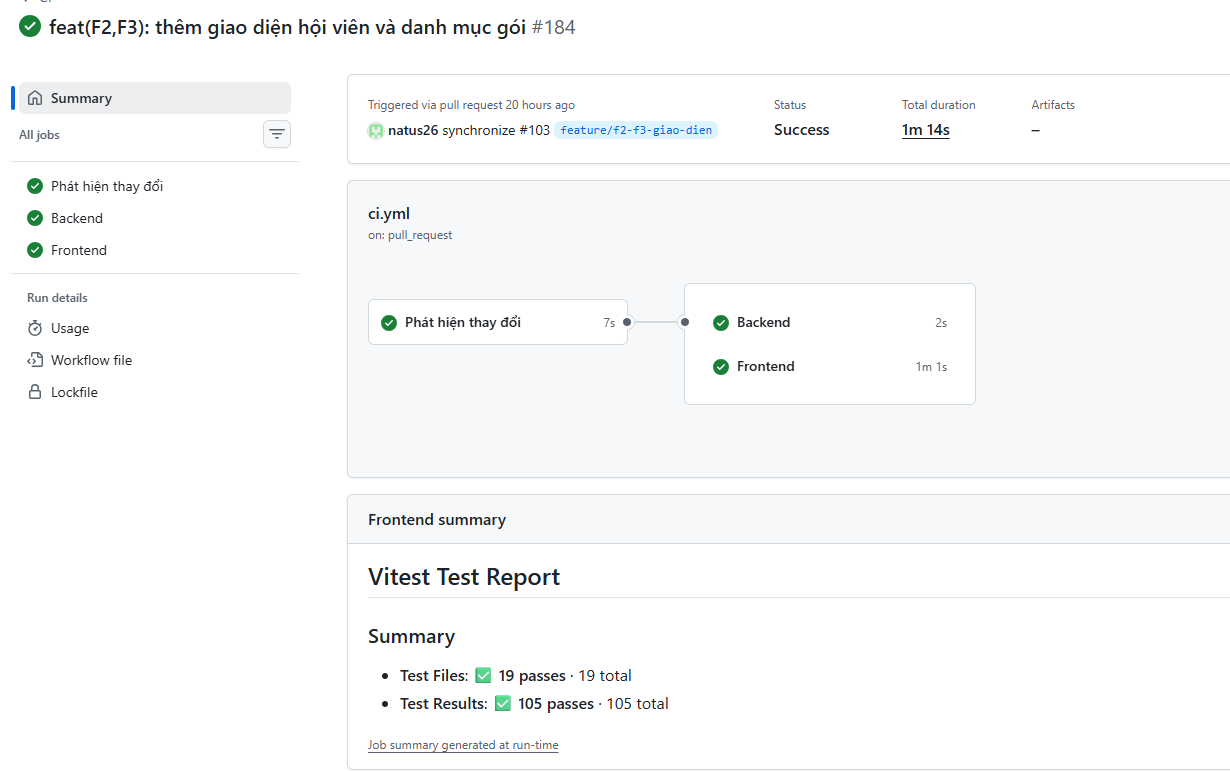 feat(F2,F3): thêm giao diện hội viên và danh mục gói #184
Summary
All jobs
Phát hiện thay đổi
Backend
Frontend
Run details
Usage
Workflow file
Lockfile
Triggered via pull request 20 hours ago
natus26 synchronize #103 feature/f2-f3-giao-dien
Status
Success
Total duration
1m 14s
Artifacts
–
ci.yml
on: pull_request
Phát hiện thay đổi 7s
Backend 2s
Frontend 1m 1s
Frontend summary
Vitest Test Report
Summary
Test Files: ✅ 19 passes · 19 total
Test Results: ✅ 105 passes · 105 total
Job summary generated at run-time